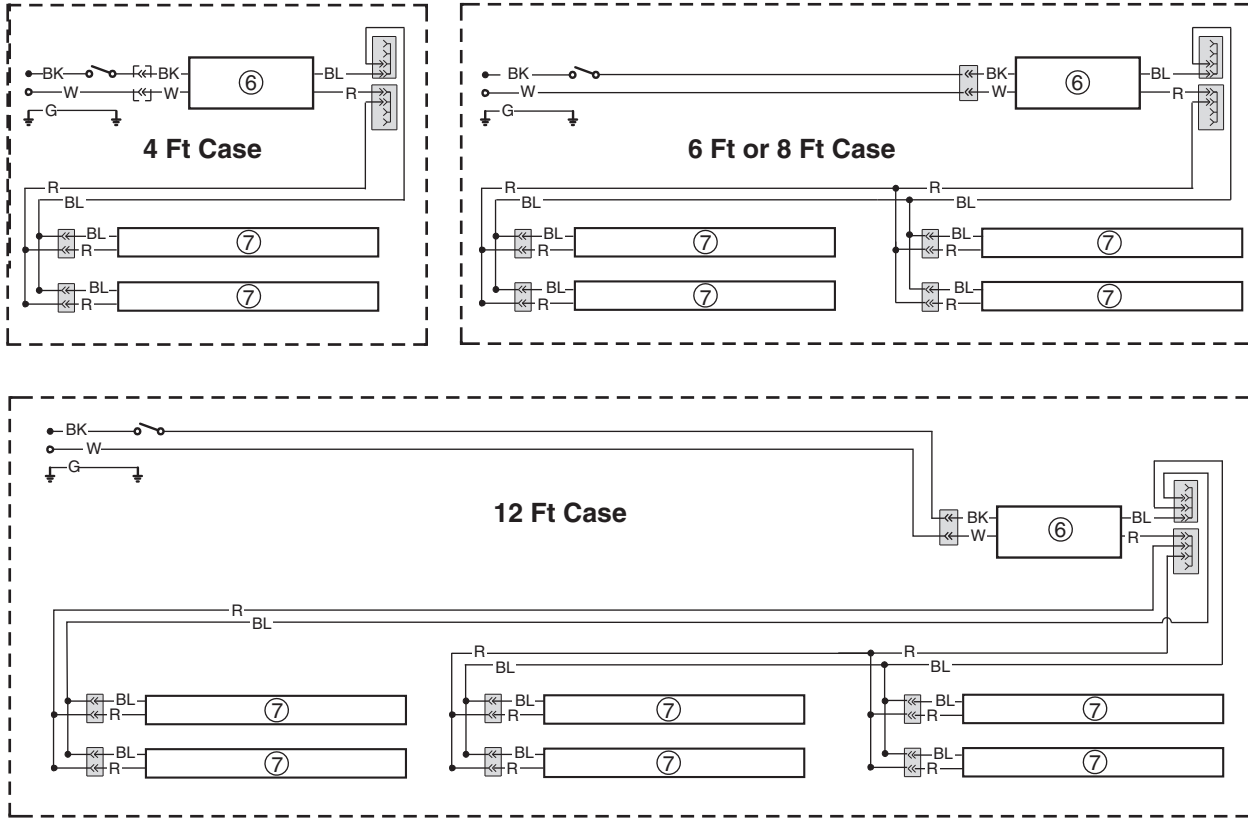 BK BK ⑥ BL
W W R
G
4 Ft Case
R
BL
BL ⑦
R
BL ⑦
R
BK BK ⑥ BL
W W R
G
6 Ft or 8 Ft Case
R R
BL BL
BL ⑦ BL ⑦
R R
BL ⑦ BL ⑦
R R
BK
W
G
12 Ft Case
BK ⑥ BL
W R
R
BL
R R
BL BL
BL ⑦ BL ⑦ BL ⑦
R R R
BL ⑦ BL ⑦ BL ⑦
R R R